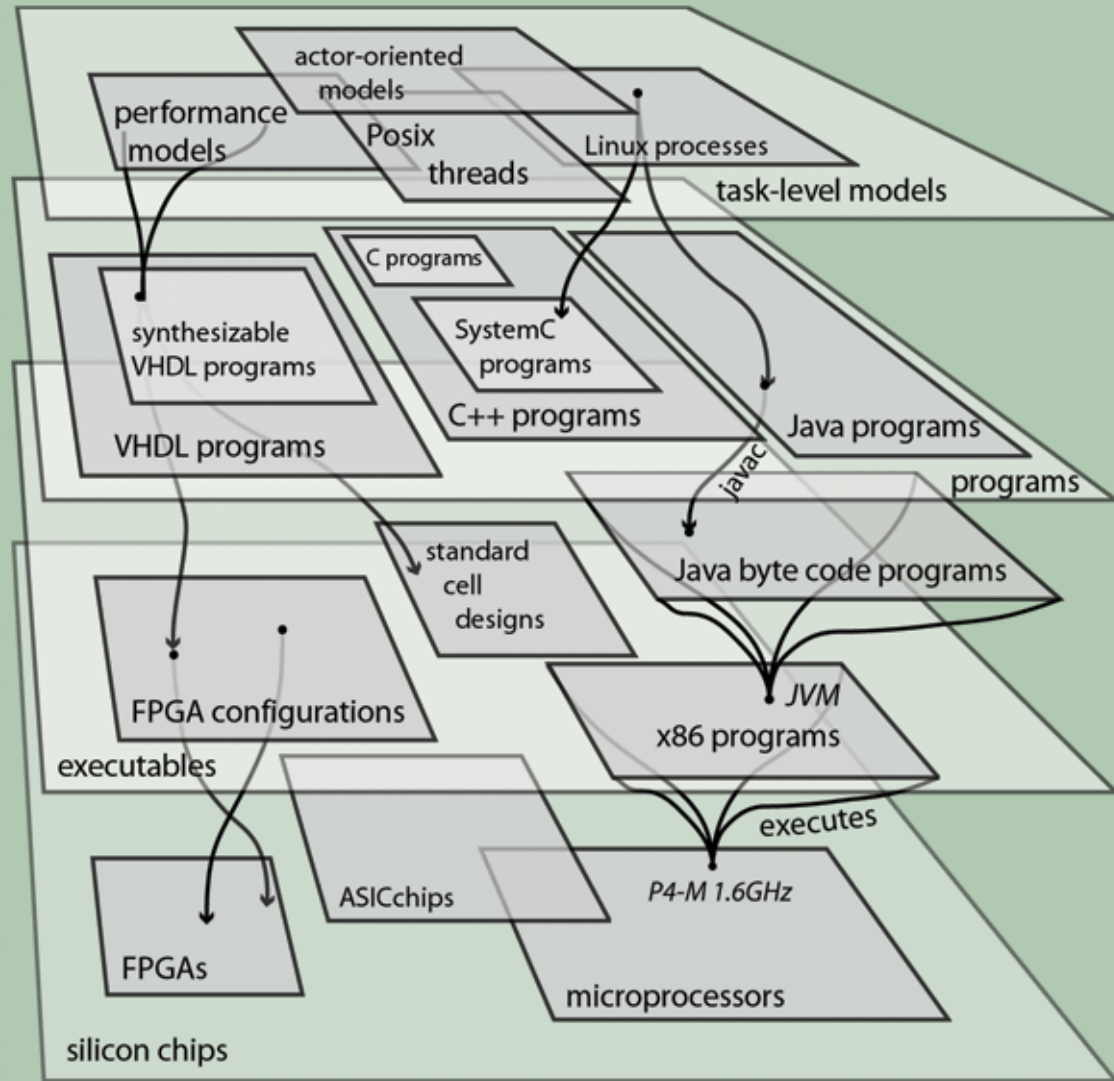 actor-oriented
models
performance
models
Posix
threads
Linux processes
task-level models
C programs
synthesizable
VHDL programs
SystemC
programs
C++ programs
VHDL programs
Java programs
javac
programs
standard
cell
designs
Java byte code programs
FPGA configurations
JVM
x86 programs
executables
executes
ASICchips
P4-M 1.6GHz
FPGAs
microprocessors
silicon chips